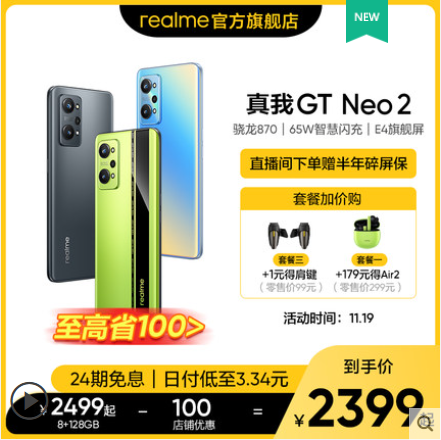 realme官方旗舰店
NEW
真我GT Neo2
骁龙870｜65W智慧闪充｜E4旗舰屏
直播间下单赠半年碎屏保
套餐加价购
套餐三
+1元得肩键
（零售价99元）
套餐一
+179元得Air2
（零售价299元）
活动时间：11.19
realme
realme
至高省100>
24期免息｜日付低至3.34元
到手价
¥2499起 - 100 = ¥2399
8+128GB
店铺优惠